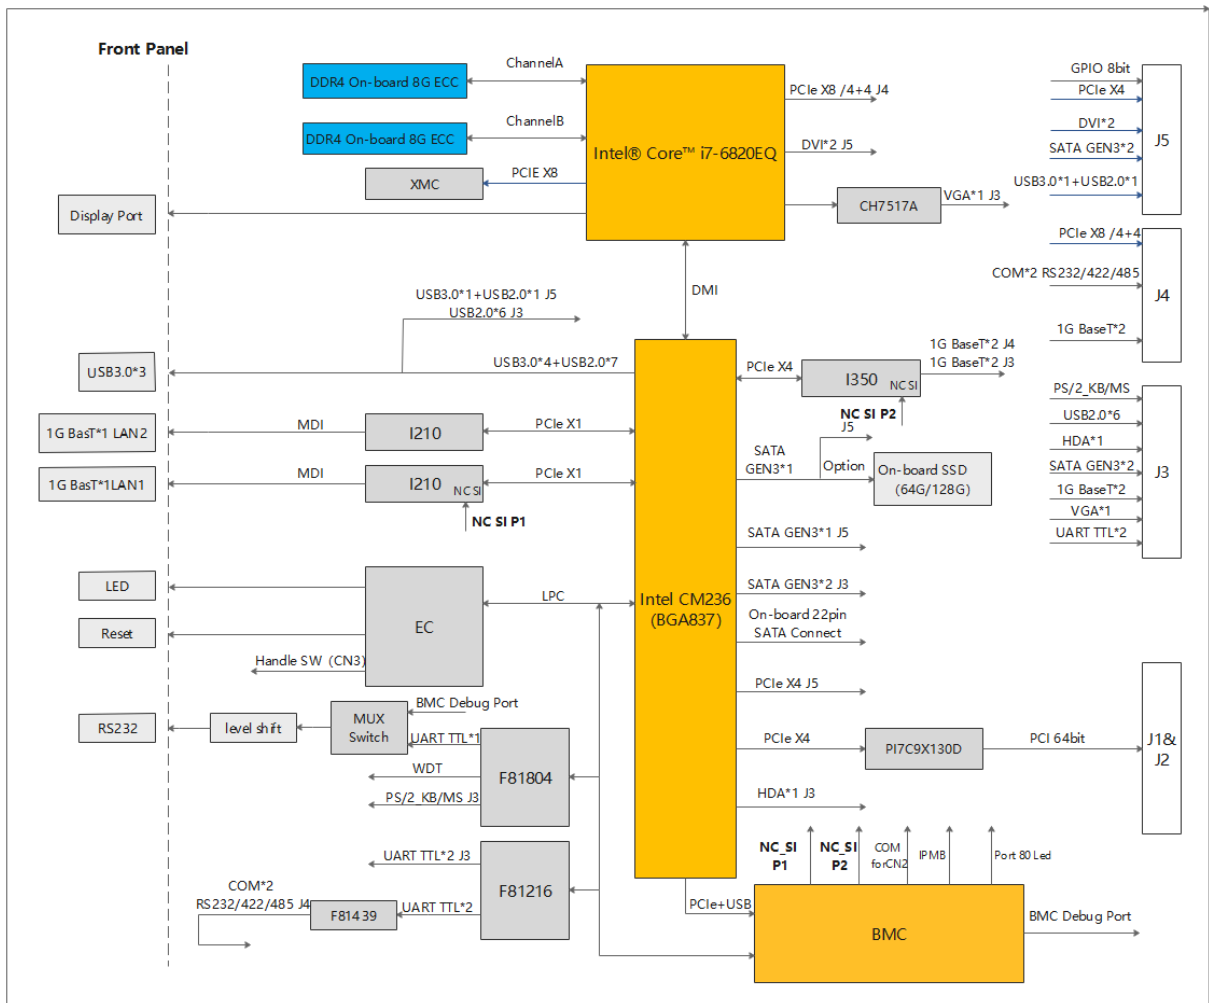 Front Panel
DDR4 On-board 8G ECC
ChannelA
DDR4 On-board 8G ECC
ChannelB
XMC
PCIE X8
Display Port
Intel® Core™ i7-6820EQ
PCIe X8 /4+4 J4
DVI*2 J5
CH7517A
VGA*1 J3
GPIO 8bit
PCIe X4
DVI*2
SATA GEN3*2
USB3.0*1+USB2.0*1
J5
PCIe X8 /4+4
COM*2 RS232/422/485
1G BaseT*2
J4
DMI
USB3.0*1+USB2.0*1 J5
USB2.0*6 J3
USB3.0*3
USB3.0*4+USB2.0*7
PCIe X4
I350
NC SI
1G BaseT*2 J4
1G BaseT*2 J3
NC SI P2
1G BasT*1 LAN2
MDI
I210
PCIe X1
1G BasT*1LAN1
MDI
I210
NC SI
PCIe X1
NC SI P1
SATA
GEN3*1
J5
Option
On-board SSD
(64G/128G)
PS/2_KB/MS
USB2.0*6
HDA*1
SATA GEN3*2
1G BaseT*2
VGA*1
UART TTL*2
J3
SATA GEN3*1 J5
SATA GEN3*2 J3
On-board 22pin
SATA Connect
Intel CM236
(BGA837)
LED
Reset
EC
LPC
Handle SW (CN3)
PCIe X4 J5
RS232
level shift
MUX
Switch
BMC Debug Port
UART TTL*1
WDT
PS/2_KB/MS J3
F81804
PCIe X4
PI7C9X130D
PCI 64bit
J1&
J2
HDA*1 J3
UART TTL*2 J3
F81216
COM*2
RS232/422/485 J4
F81439
UART TTL*2
PCIe+USB
NC_SI
P1
NC_SI
P2
COM
forCN2
IPMB
Port 80 Led
BMC
BMC Debug Port